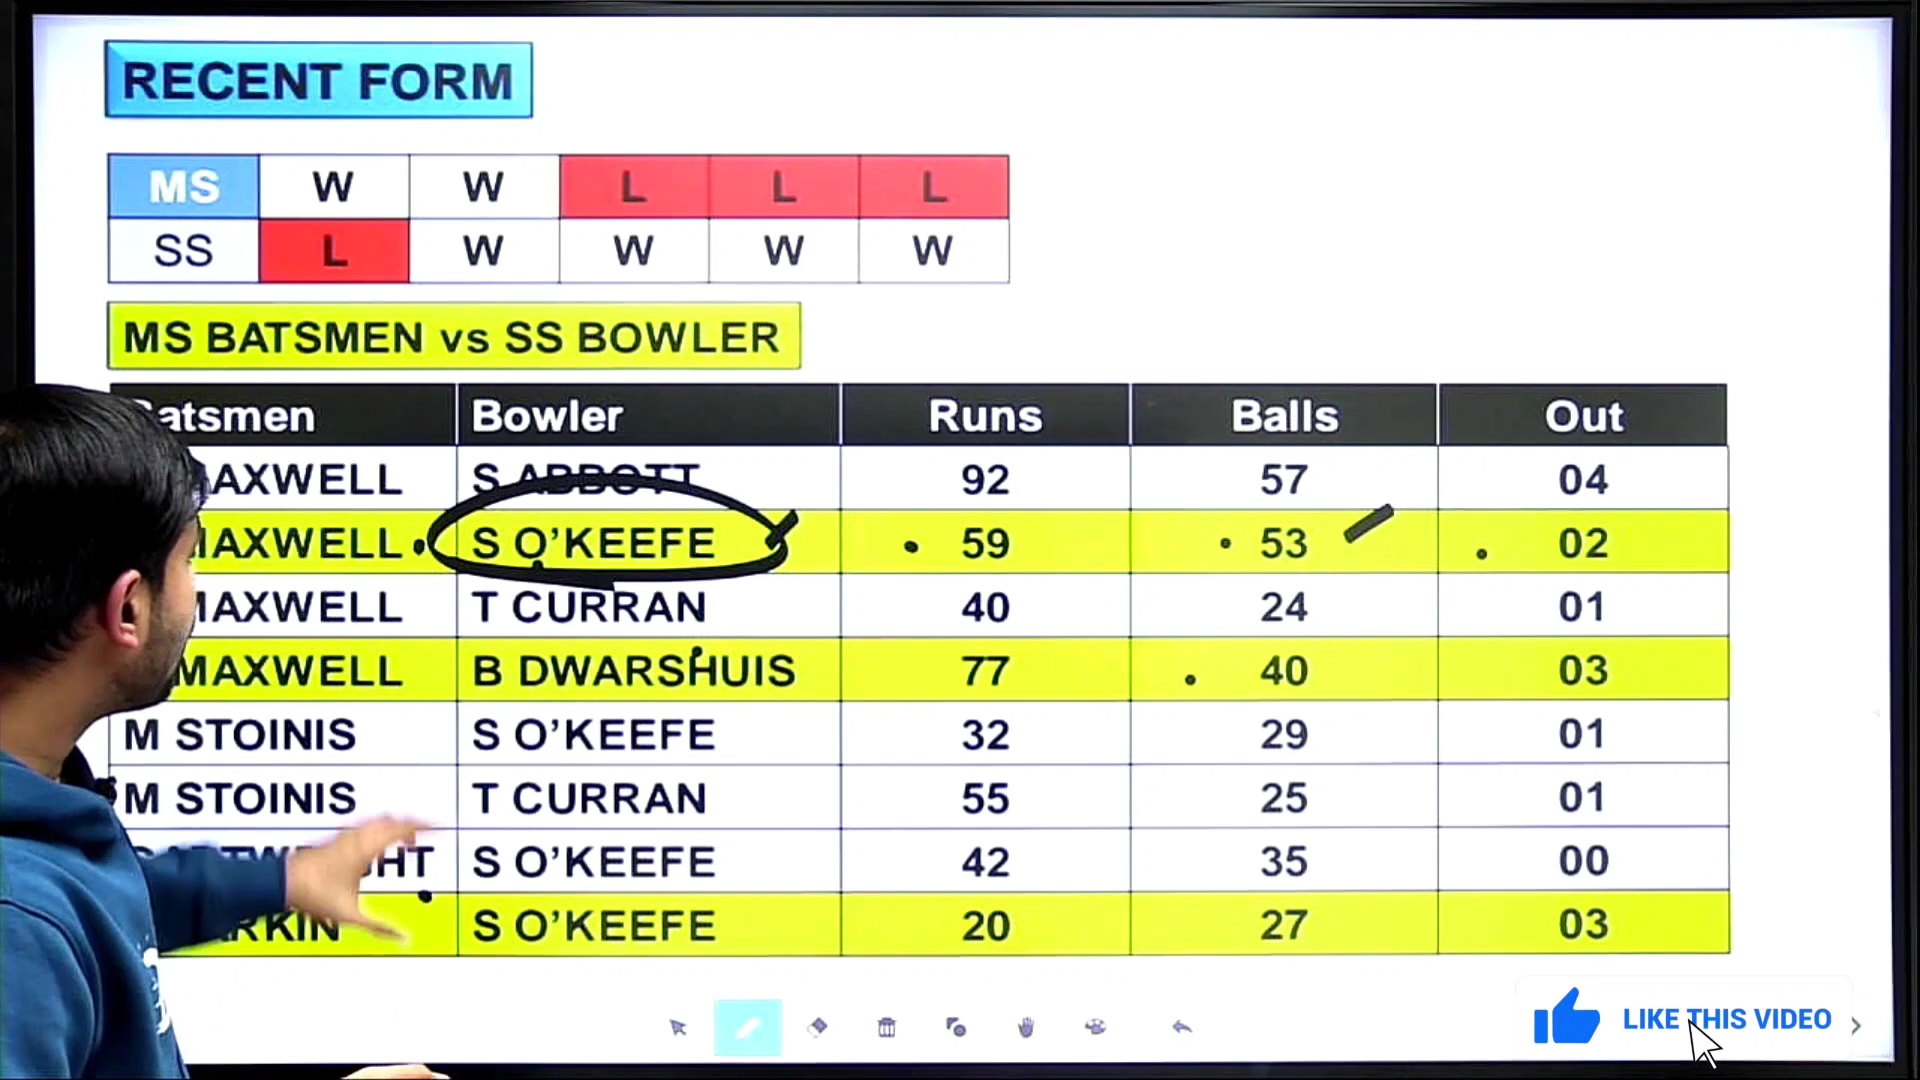 RECENT FORM
MS W W L L L
SS L W W W W
MS BATSMEN vs SS BOWLER
Batsmen Bowler Runs Balls Out
MAXWELL S ABBOTT 92 57 04
MAXWELL S O'KEEFE 59 53 02
MAXWELL T CURRAN 40 24 01
MAXWELL B DWARSHUIS 77 40 03
M STOINIS S O'KEEFE 32 29 01
M STOINIS T CURRAN 55 25 01
S O'KEEFE 42 35 00
S O'KEEFE 20 27 03
LIKE THIS VIDEO